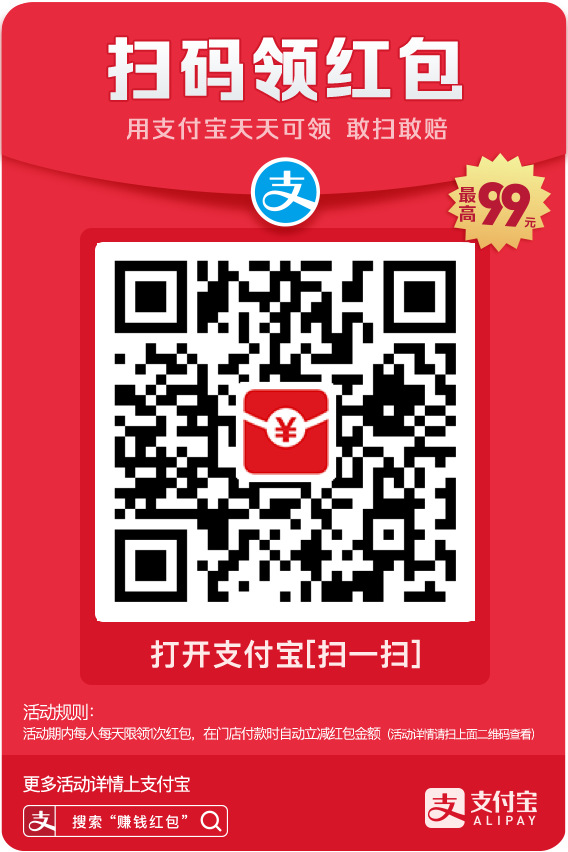 扫码领红包
用支付宝天天可领 敢扫敢赔
支
最高99元
¥
打开支付宝[扫一扫]
活动规则：
活动期内每人每天限领1次红包，在门店付款时自动立减红包金额（活动详情请扫上面二维码查看）
更多活动详情上支付宝
支 搜索“赚钱红包”
支 支付宝
ALIPAY